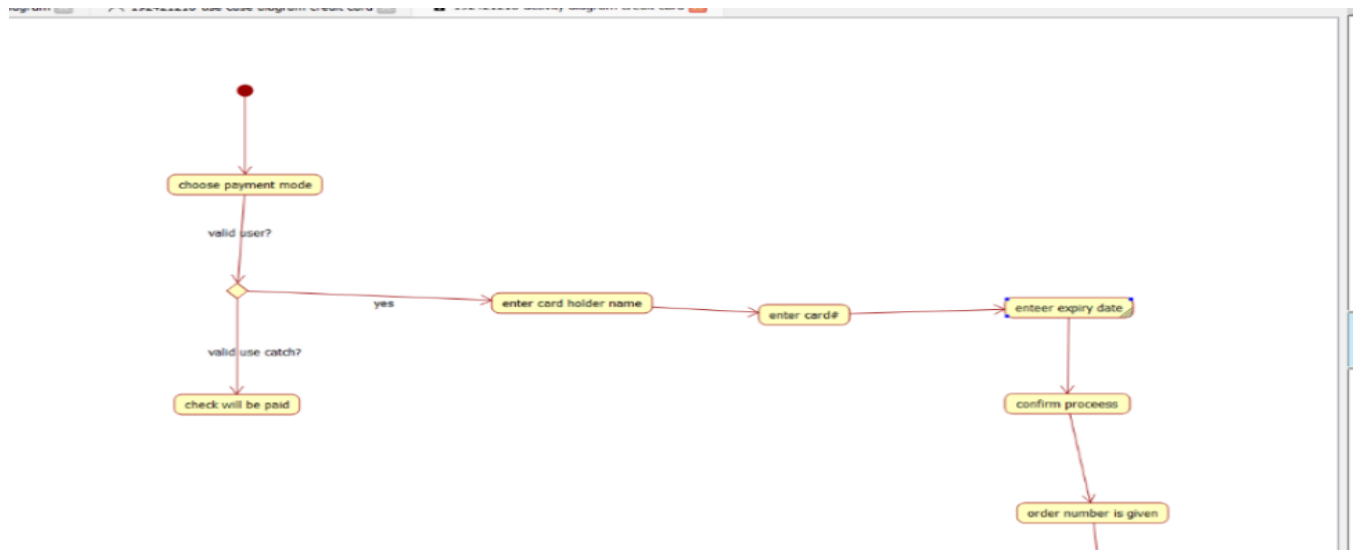 choose payment mode
valid user?
yes
enter card holder name
enter card#
enteer expiry date
valid use catch?
check will be paid
confirm proceess
order number is given